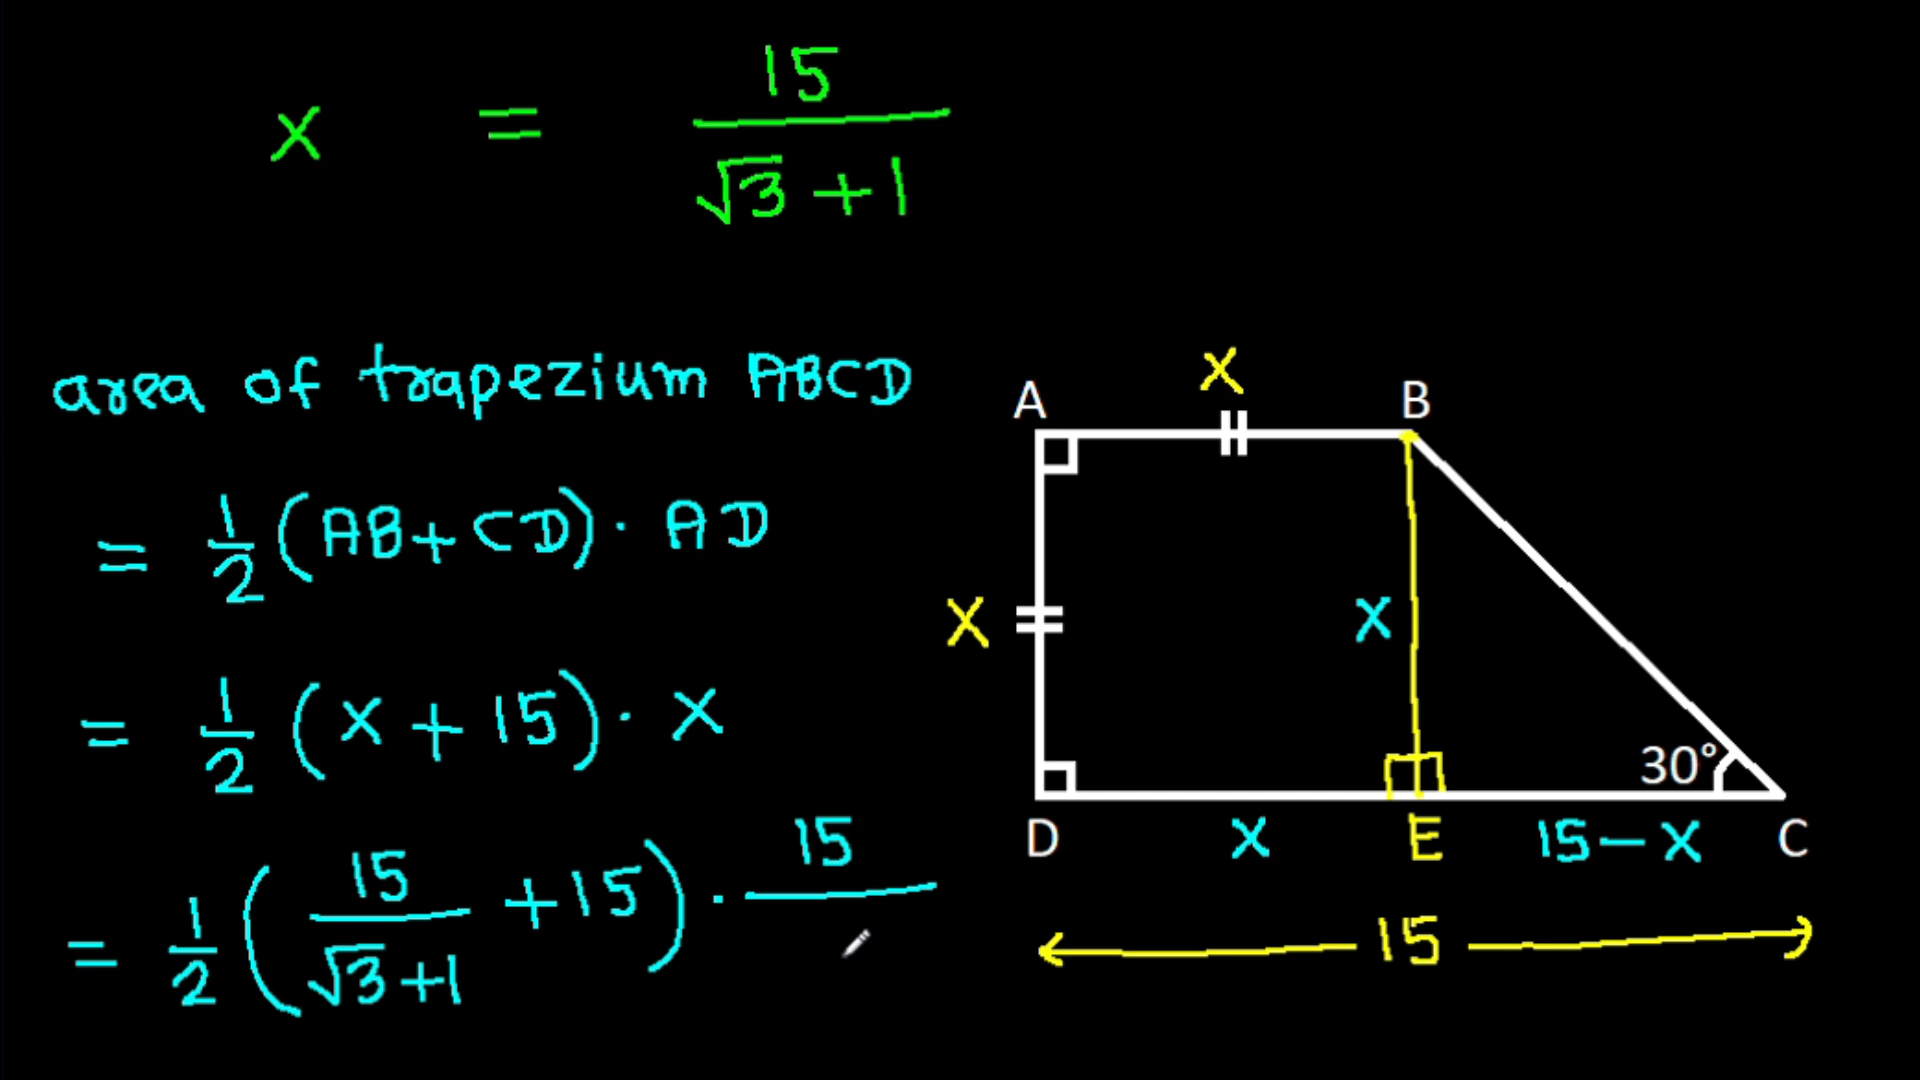 x = 15/(√3+1)
area of trapezium ABCD
= 1/2 (AB+CD)·AD
= 1/2 (x+15)·x
= 1/2 (15/(√3+1) +15)·15/
x
A B
x x
30°
D x E 15-x C
15